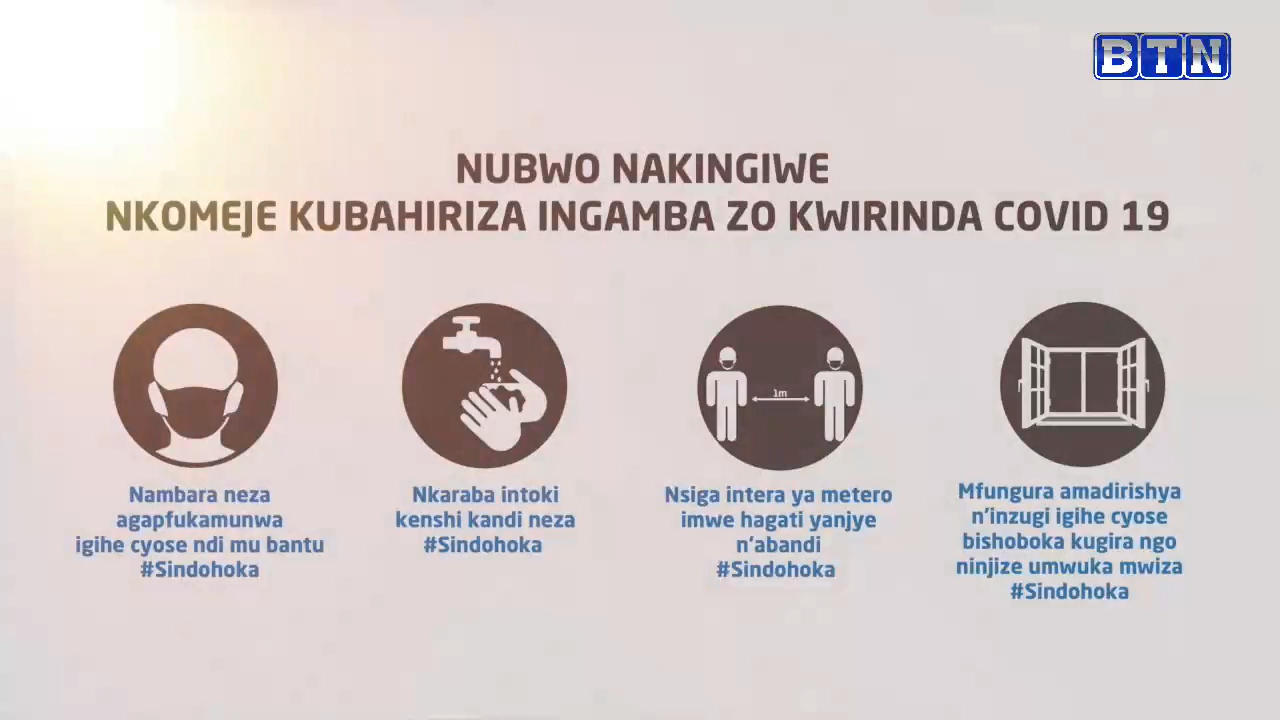 BTN
NUBWO NAKINGIWE
NKOMEJE KUBAHIRIZA INGAMBA ZO KWIRINDA COVID 19
1m
Nambara neza
agapfukamunwa
igihe cyose ndi mu bantu
#Sindohoka
Nkaraba intoki
kenshi kandi neza
#Sindohoka
Nsiga intera ya metero
imwe hagati yanjye
n'abandi
#Sindohoka
Mfungura amadirishya
n'inzugi igihe cyose
bishoboka kugira ngo
ninjize umwuka mwiza
#Sindohoka